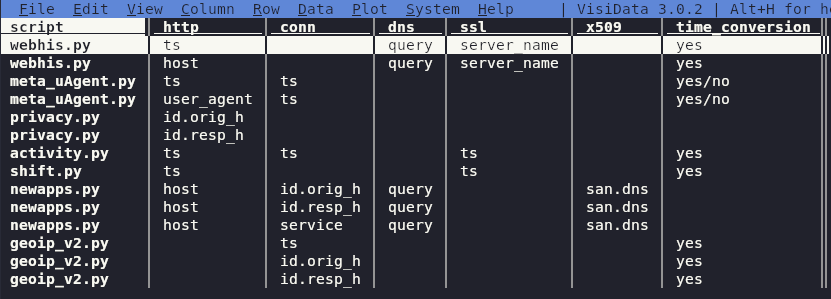 File Edit View Column Row Data Plot System Help | VisiData 3.0.2 | Alt+H for
script http conn dns ssl x509 time_conversion
webhis.py ts query server_name yes
webhis.py host query server_name yes
meta_uAgent.py ts ts yes/no
meta_uAgent.py user_agent ts yes/no
privacy.py id.orig_h
privacy.py id.resp_h
activity.py ts ts ts yes
shift.py ts ts yes
newapps.py host id.orig_h query san.dns
newapps.py host id.resp_h query san.dns
newapps.py host service query san.dns
geoip_v2.py ts yes
geoip_v2.py id.orig_h yes
geoip_v2.py id.resp_h yes